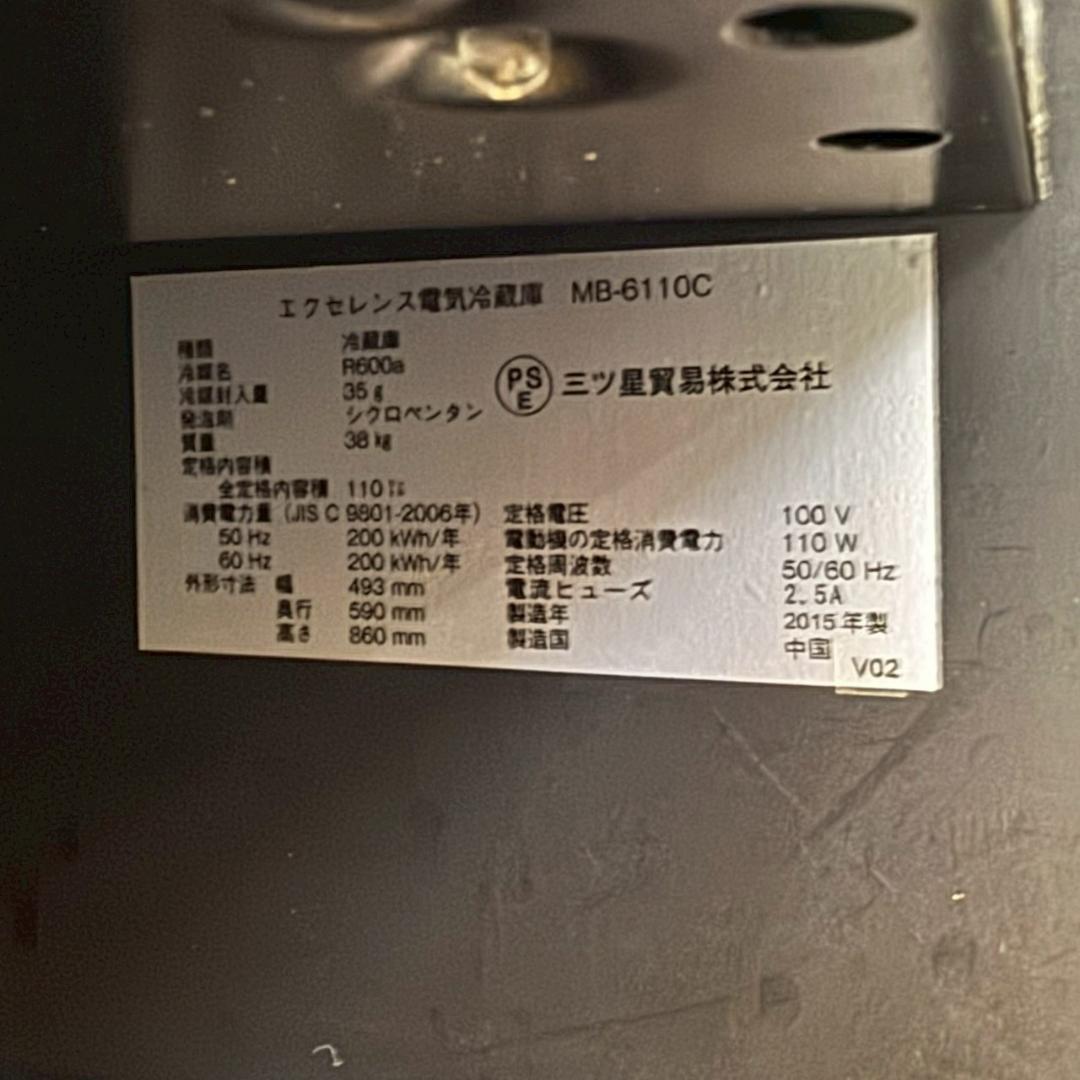 エクセレンス電気冷蔵庫 MB-6110C
種類 冷蔵庫
冷媒名 R600a
冷媒封入量 35 g
発泡剤 シクロペンタン
質量 38 kg
PS
E
三ツ星貿易株式会社
定格内容積
全定格内容積 110 ㍑
消費電力量 (JIS C 9801-2006年)
50 Hz 200 kWh/年
60 Hz 200 kWh/年
外形寸法 幅 493 mm
奥行 590 mm
高さ 860 mm
定格電圧 100 V
電動機の定格消費電力 110 W
定格周波数 50/60 Hz
電流ヒューズ 2.5A
製造年 2015年製
製造国 中国
V02